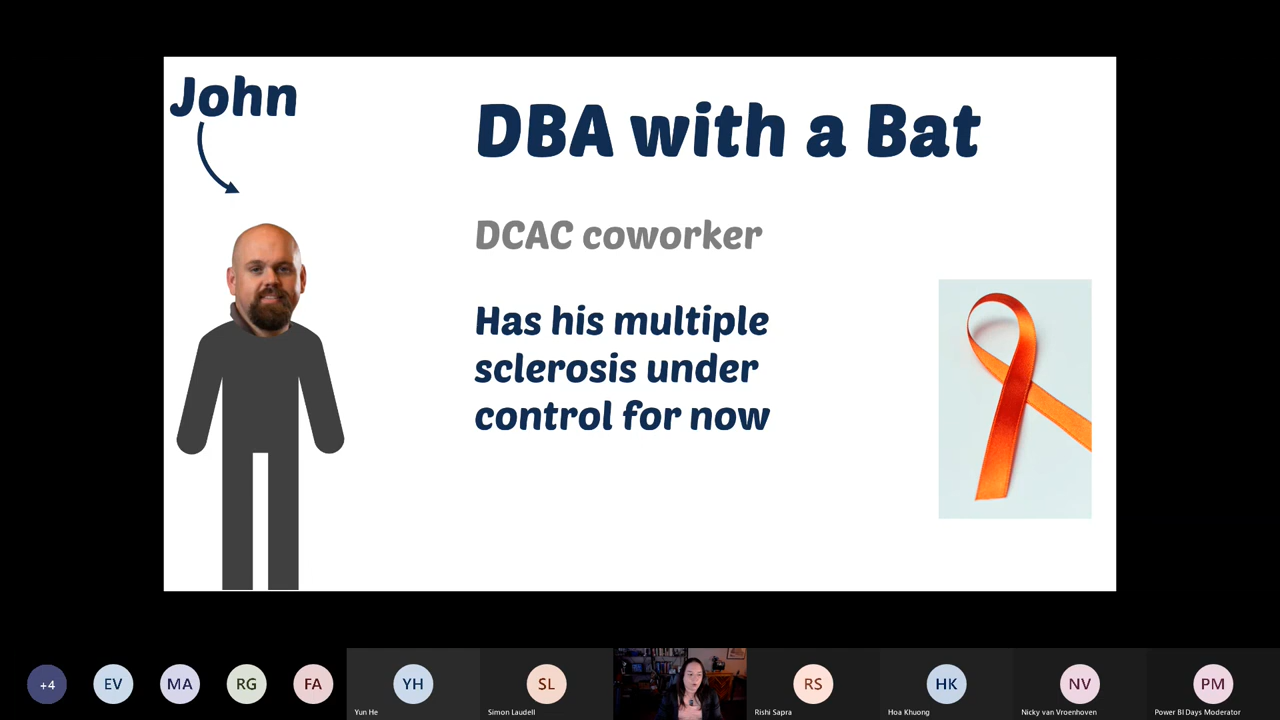 John
DBA with a Bat
DCAC coworker
Has his multiple
sclerosis under
control for now
+4
EV
MA
RG
FA
YH
Yun He
SL
Simon Laudell
RS
Rishi Sapra
HK
Hoa Khuong
NV
Nicky van Vroenhoven
PM
Power BI Days Moderator